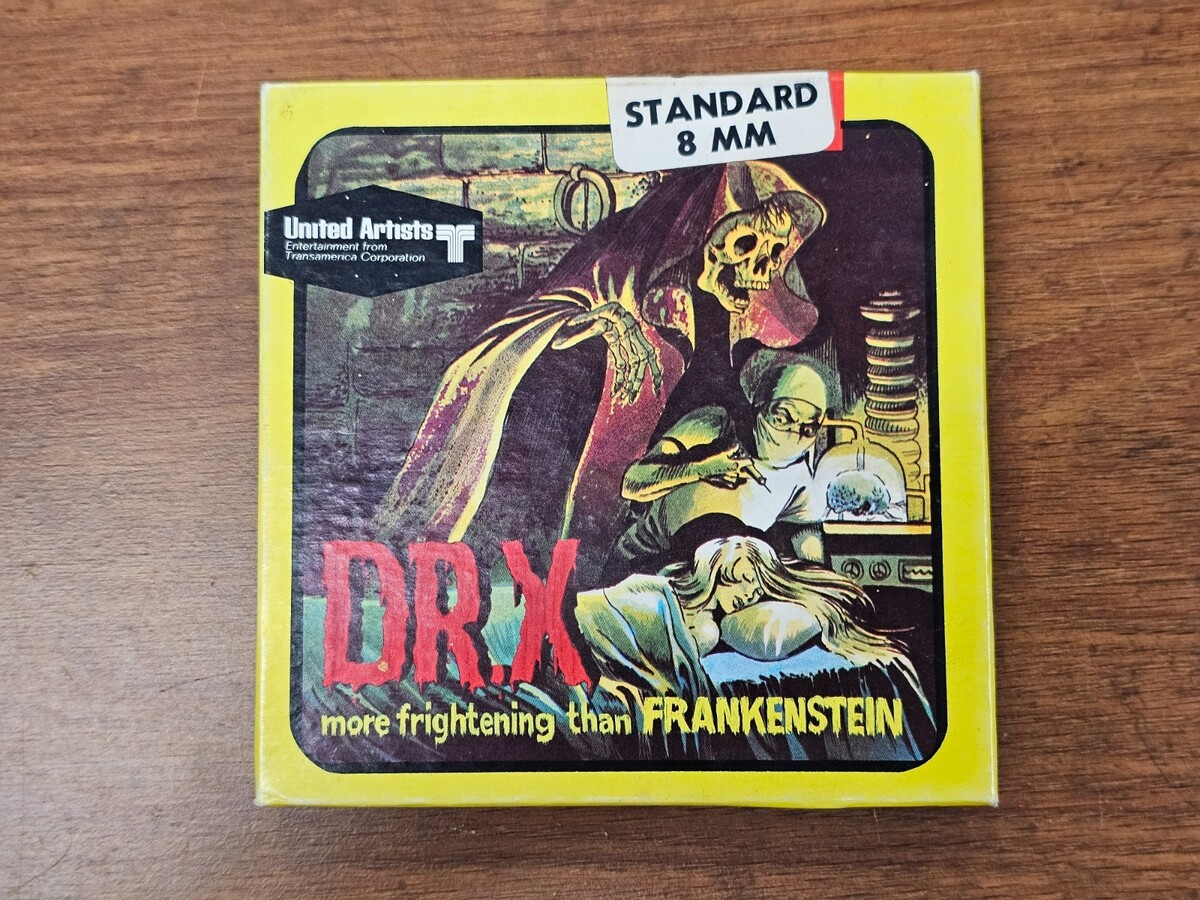 STANDARD
8 MM
United Artists
Entertainment from
Transamerica Corporation
DR.X
more frightening than FRANKENSTEIN